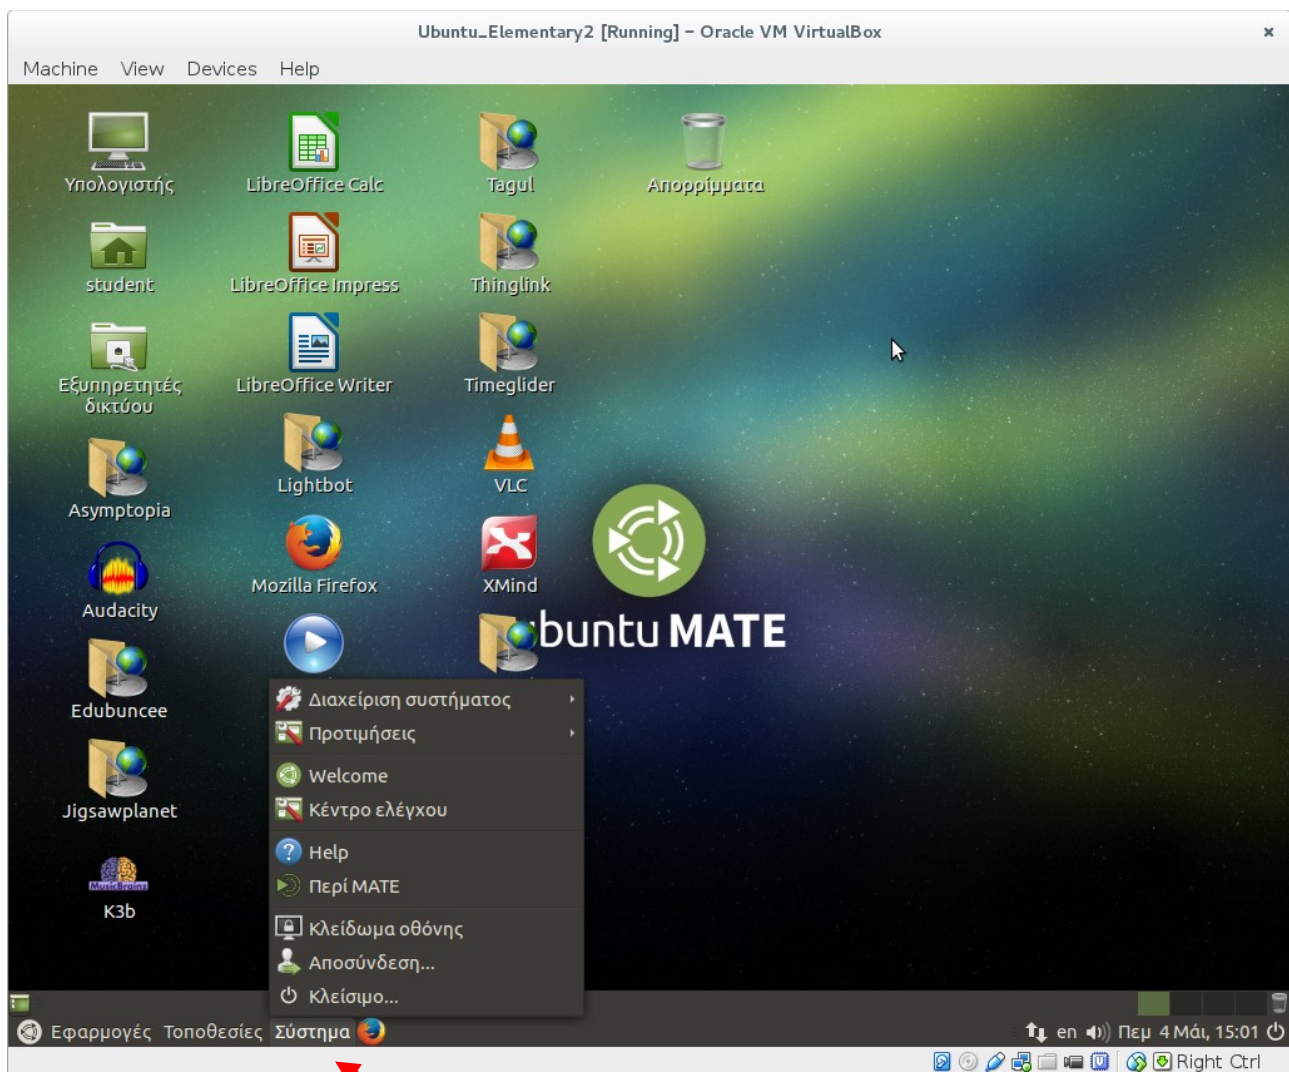 Ubuntu_Elementary2 [Running] – Oracle VM VirtualBox
Machine View Devices Help
Υπολογιστής
LibreOffice Calc
Tagul
Απορρίμματα
student
LibreOffice Impress
Thinglink
Εξυπηρετητές
δικτύου
LibreOffice Writer
Timeglider
Asymptopia
Lightbot
VLC
Audacity
Mozilla Firefox
XMind
ubuntu MATE
Edubuncee
Jigsawplanet
MusicBrainz
K3b
Διαχείριση συστήματος
Προτιμήσεις
Welcome
Κέντρο ελέγχου
Help
Περί MATE
Κλείδωμα οθόνης
Αποσύνδεση...
Κλείσιμο...
Εφαρμογές Τοποθεσίες Σύστημα
en Πεμ 4 Μάι, 15:01
Right Ctrl